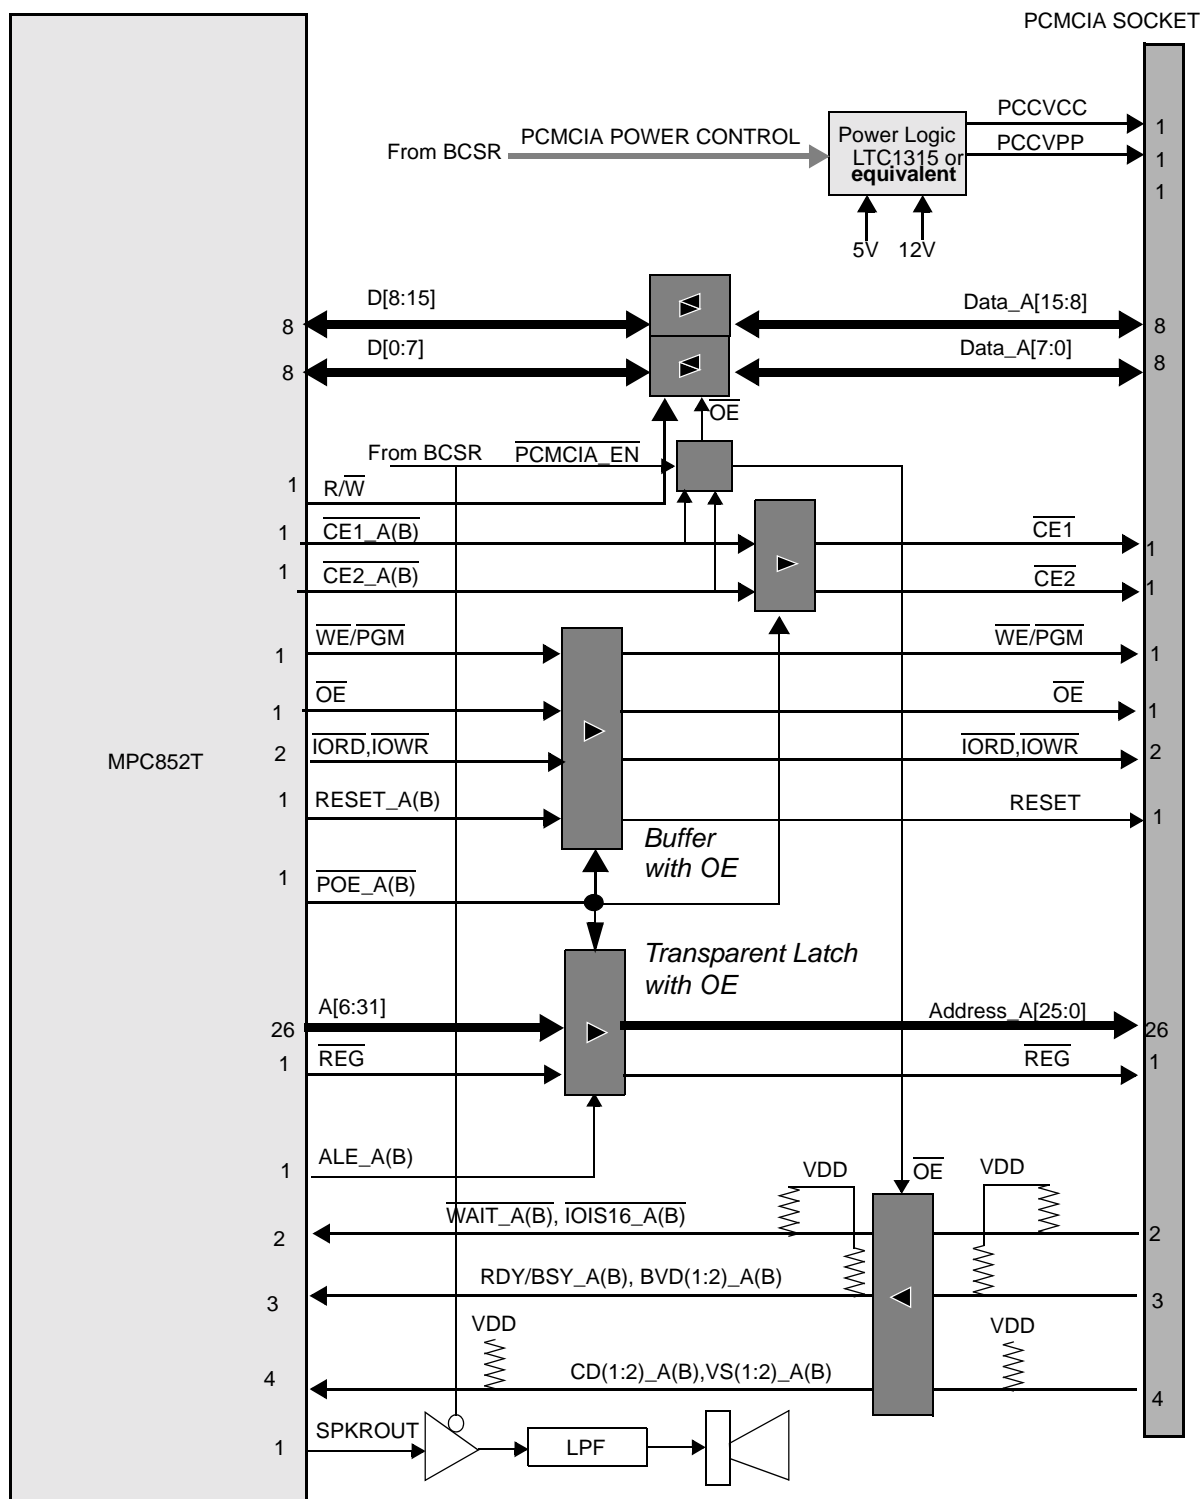 PCMCIA SOCKET
PCCVCC
1
From BCSR
PCMCIA POWER CONTROL
Power Logic
LTC1315 or
equivalent
PCCVPP
1
1
5V
12V
D[8:15]
Data_A[15:8]
8
8
D[0:7]
Data_A[7:0]
8
8
OE
From BCSR
PCMCIA_EN
1
R/W
1
CE1_A(B)
CE1
1
1
CE2_A(B)
CE2
1
WE/PGM
WE/PGM
1
1
OE
OE
1
1
MPC852T
2
IORD,IOWR
IORD,IOWR
2
1
RESET_A(B)
RESET
1
Buffer
with OE
1
POE_A(B)
Transparent Latch
with OE
A[6:31]
Address_A[25:0]
26
26
1
REG
REG
1
1
ALE_A(B)
VDD
OE
VDD
WAIT_A(B), IOIS16_A(B)
2
2
RDY/BSY_A(B), BVD(1:2)_A(B)
3
3
VDD
VDD
4
CD(1:2)_A(B),VS(1:2)_A(B)
4
SPKROUT
1
LPF